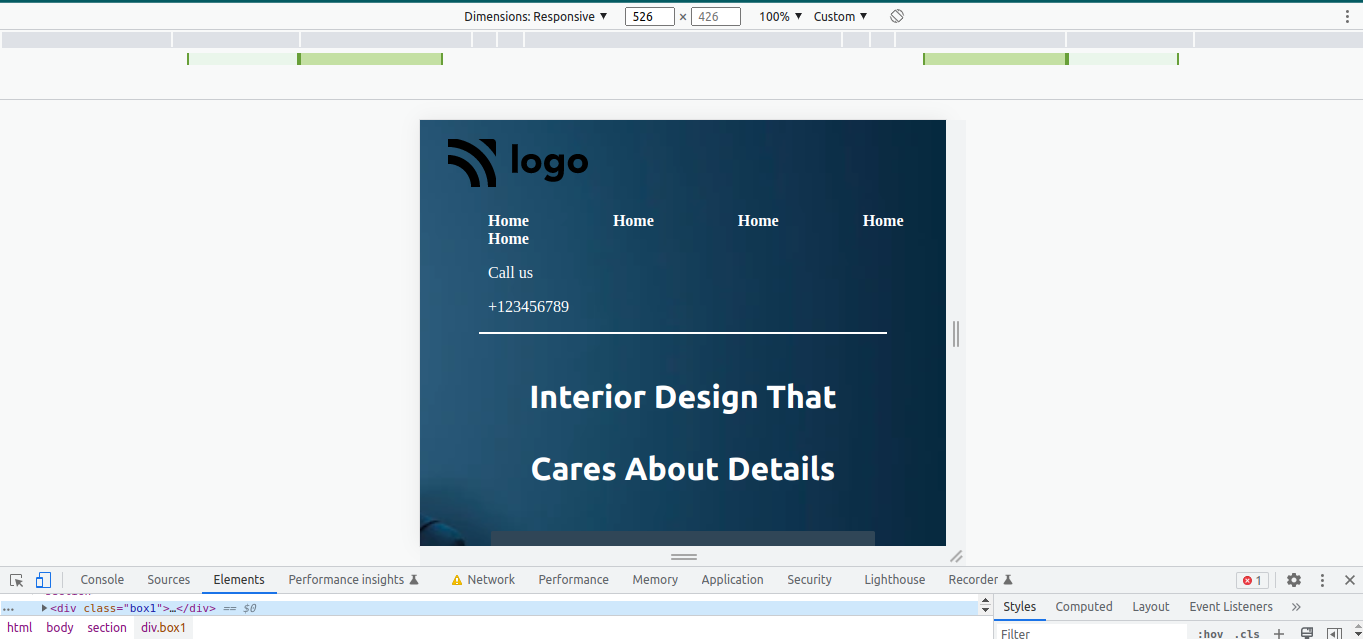 Dimensions: Responsive ▼ 526 × 426 100% ▼ Custom ▼
logo
Home Home Home Home
Home
Call us
+123456789
Interior Design That
Cares About Details
Console Sources Elements Performance insights Network Performance Memory Application Security Lighthouse Recorder 1
... ▶<div class="box1">…</div> == $0
Styles Computed Layout Event Listeners »
html body section div.box1
Filter :hov .cls +